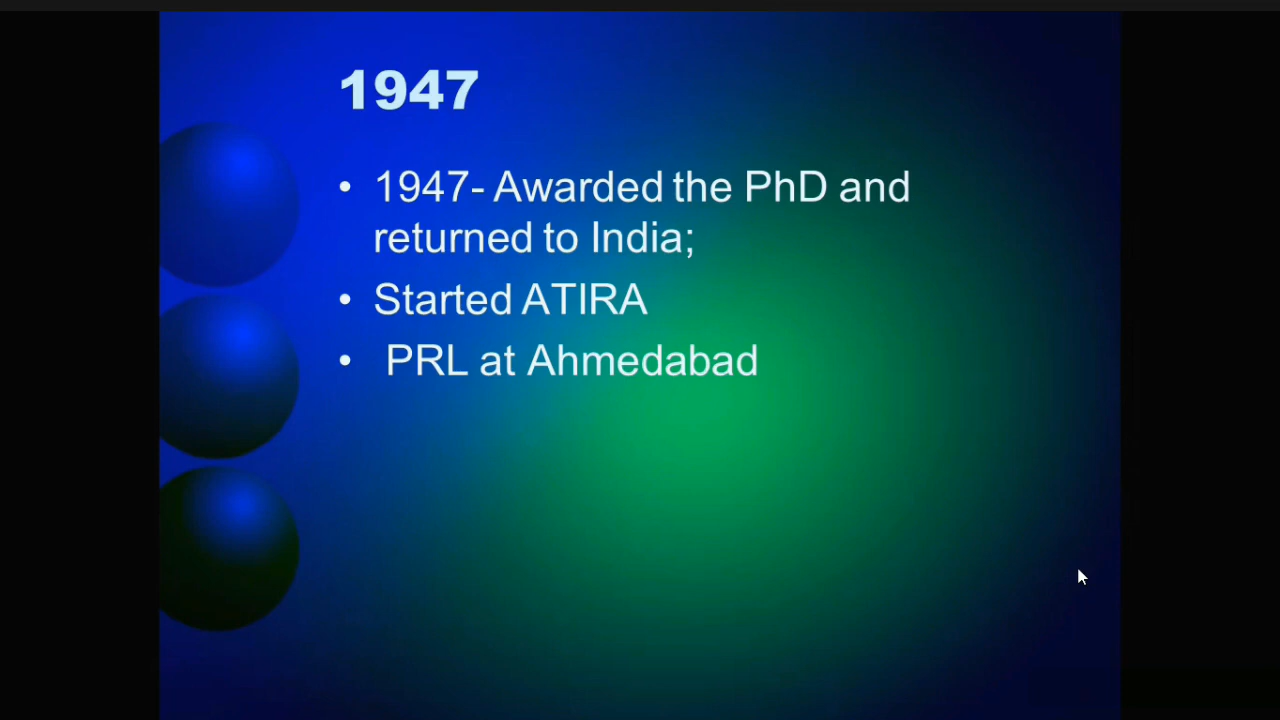 1947
• 1947- Awarded the PhD and
returned to India;
• Started ATIRA
• PRL at Ahmedabad